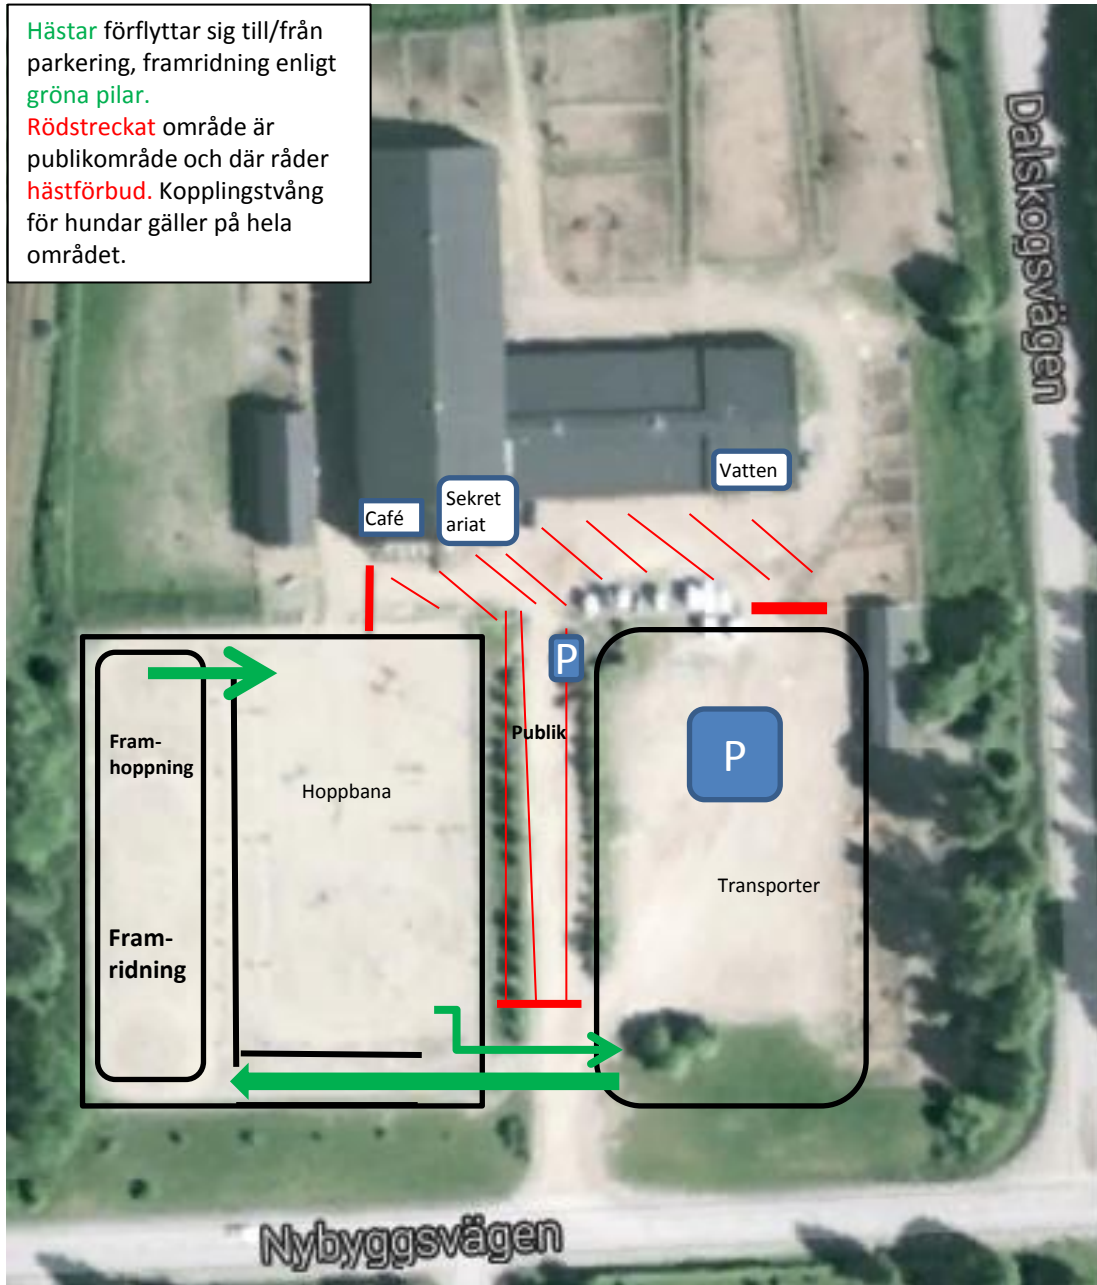 Hästar förflyttar sig till/från
parkering, framridning enligt
gröna pilar.
Rödstreckat område är
publikområde och där råder
hästförbud. Kopplingstvång
för hundar gäller på hela
området.
Dalskogsvägen
Vatten
Sekret
ariat
Café
P
Publik
P
Fram-
hoppning
Hoppbana
Transporter
Fram-
ridning
Nybyggsvägen